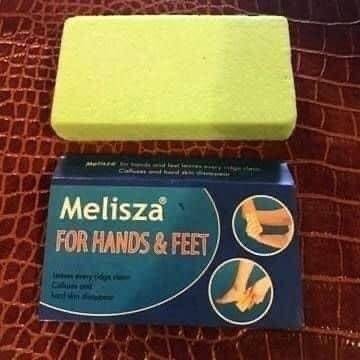 Melisza® for hands and feet leaves every ridge clean
Calluses and hard skin disappear
Melisza®
FOR HANDS & FEET
Leaves every ridge clean
Calluses and
hard skin disappear